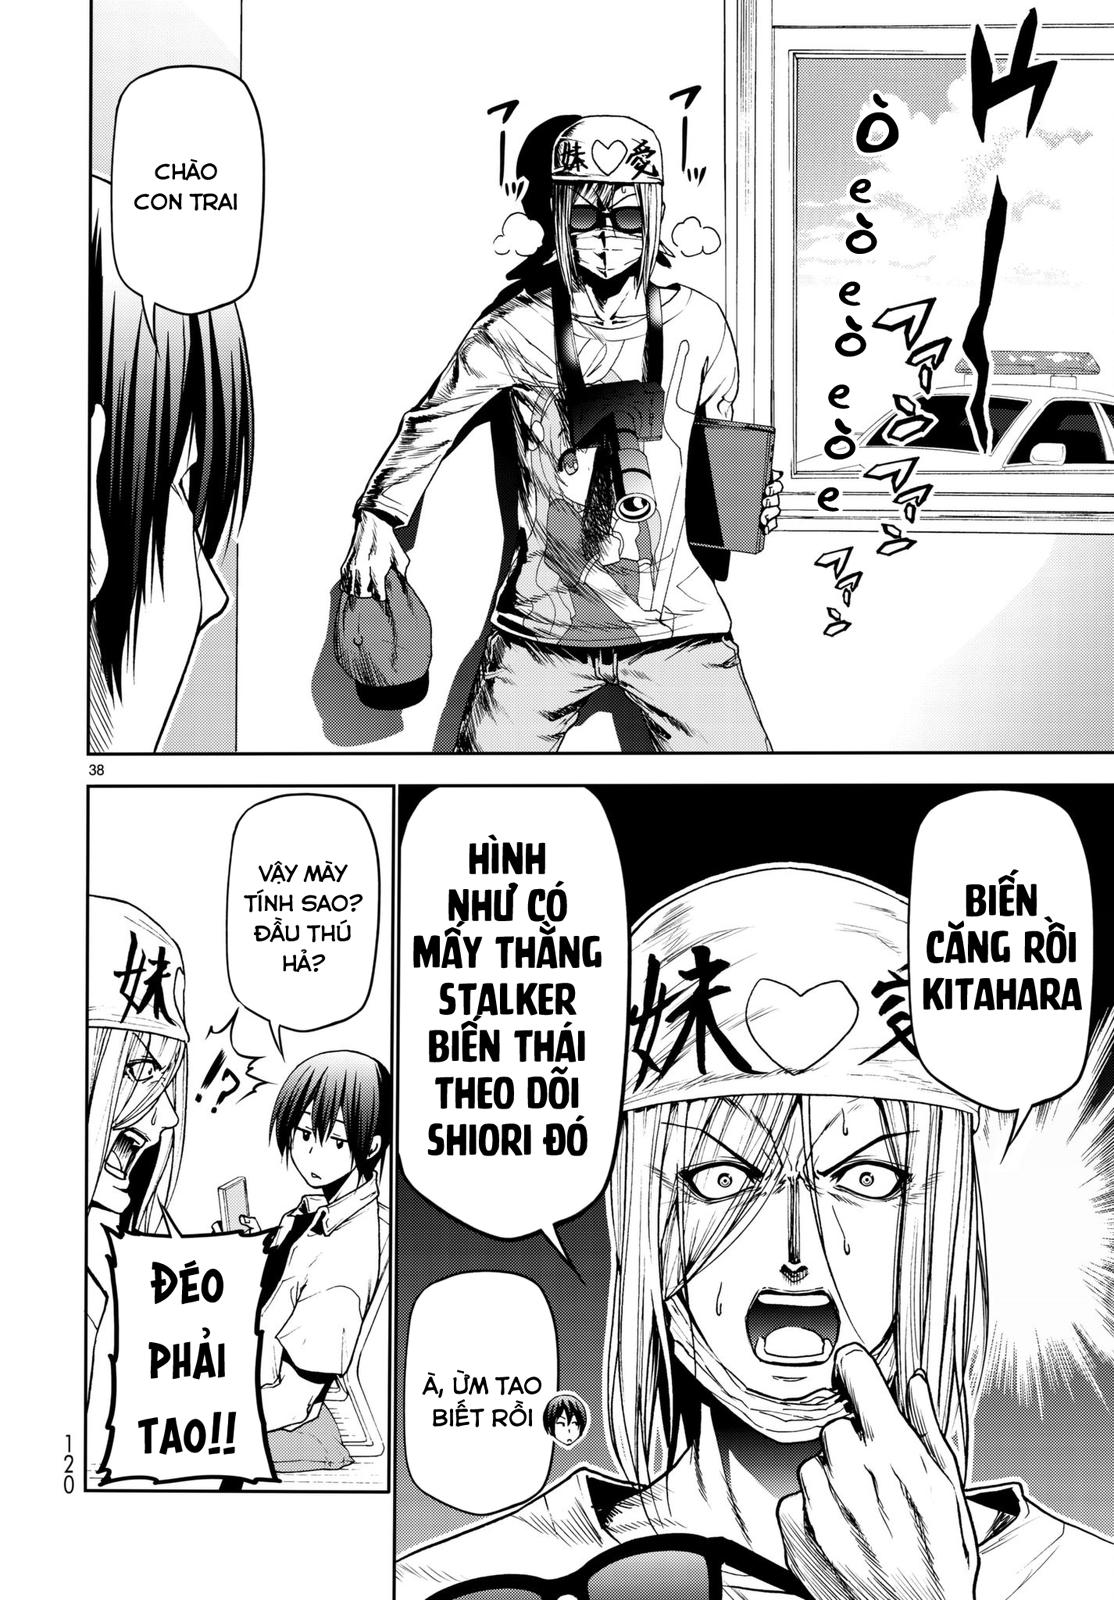 ò
e
ò
e
ò
e
ò
e
CHÀO
CON TRAI
妹♡愛
38
BIẾN
CĂNG RỒI
KITAHARA
HÌNH
NHƯ CÓ
MẤY THẰNG
STALKER
BIẾN THÁI
THEO DÕI
SHIORI ĐÓ
妹♡愛
À, ỪM TAO
BIẾT RỒI
VẬY MÀY
TÍNH SAO?
ĐẦU THÚ
HẢ?
妹
!?
ĐÉO
PHẢI
TAO!!
120